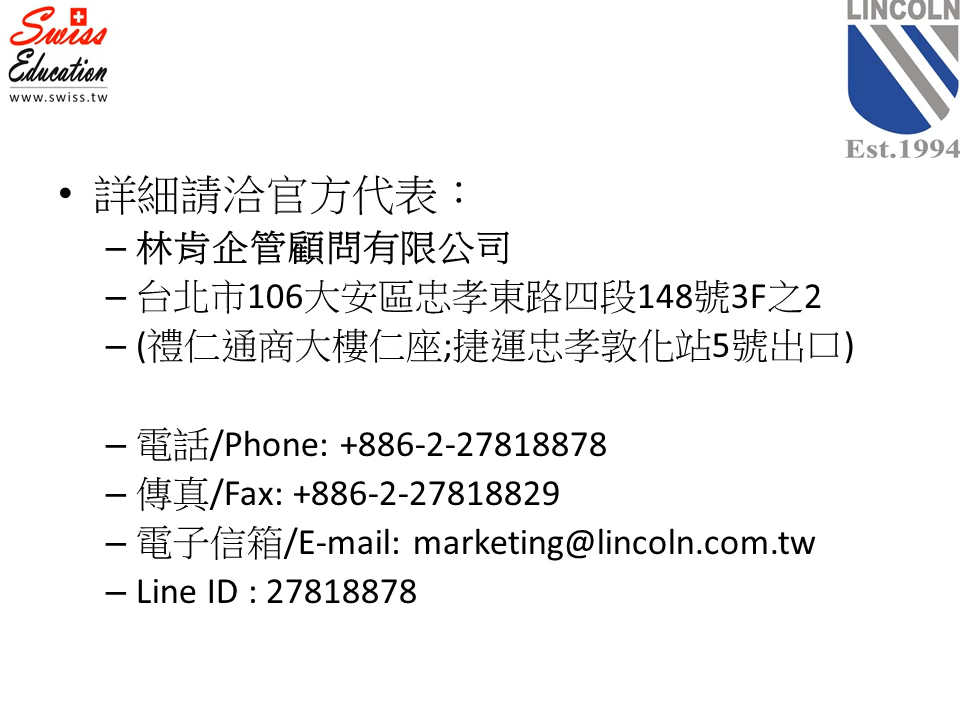 Swiss
Education
www.swiss.tw
LINCOLN
Est.1994
• 詳細請洽官方代表：
– 林肯企管顧問有限公司
– 台北市106大安區忠孝東路四段148號3F之2
– (禮仁通商大樓仁座;捷運忠孝敦化站5號出口)
– 電話/Phone: +886-2-27818878
– 傳真/Fax: +886-2-27818829
– 電子信箱/E-mail: marketing@lincoln.com.tw
– Line ID : 27818878